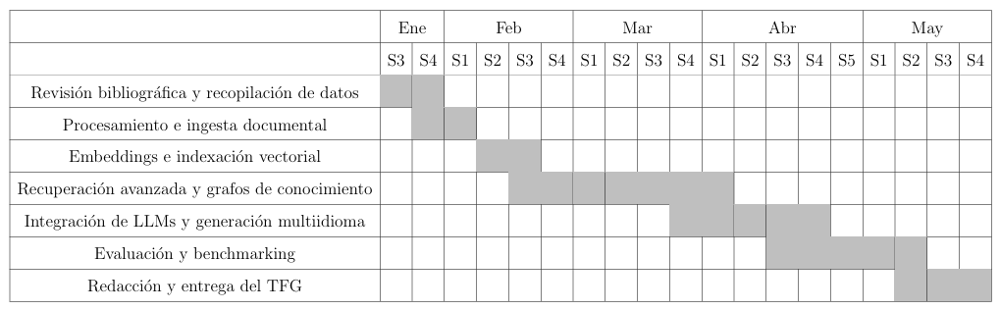 Ene Feb Mar Abr May
S3 S4 S1 S2 S3 S4 S1 S2 S3 S4 S1 S2 S3 S4 S5 S1 S2 S3 S4
Revisión bibliográfica y recopilación de datos
Procesamiento e ingesta documental
Embeddings e indexación vectorial
Recuperación avanzada y grafos de conocimiento
Integración de LLMs y generación multiidioma
Evaluación y benchmarking
Redacción y entrega del TFG